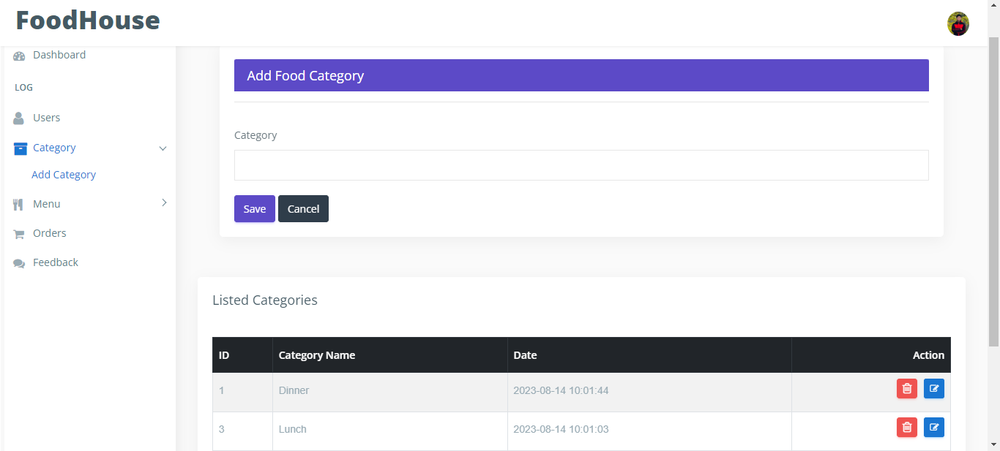 FoodHouse
Dashboard
LOG
Users
Category
Add Category
Menu
Orders
Feedback
Add Food Category
Category
Save Cancel
Listed Categories
ID Category Name Date Action
1 Dinner 2023-08-14 10:01:44
3 Lunch 2023-08-14 10:01:03